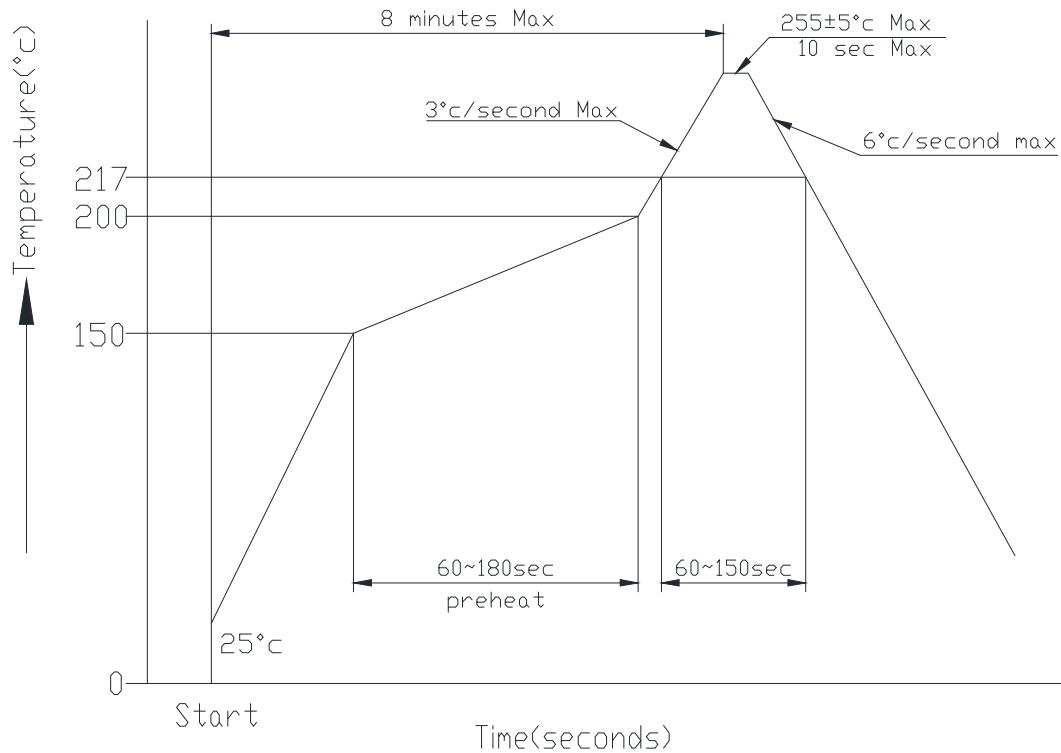 8 minutes Max
255±5°c Max
10 sec Max
3°c/second Max
6°c/second max
Temperature(°c)
217
200
150
60~180sec
preheat
60~150sec
25°c
0
Start
Time(seconds)